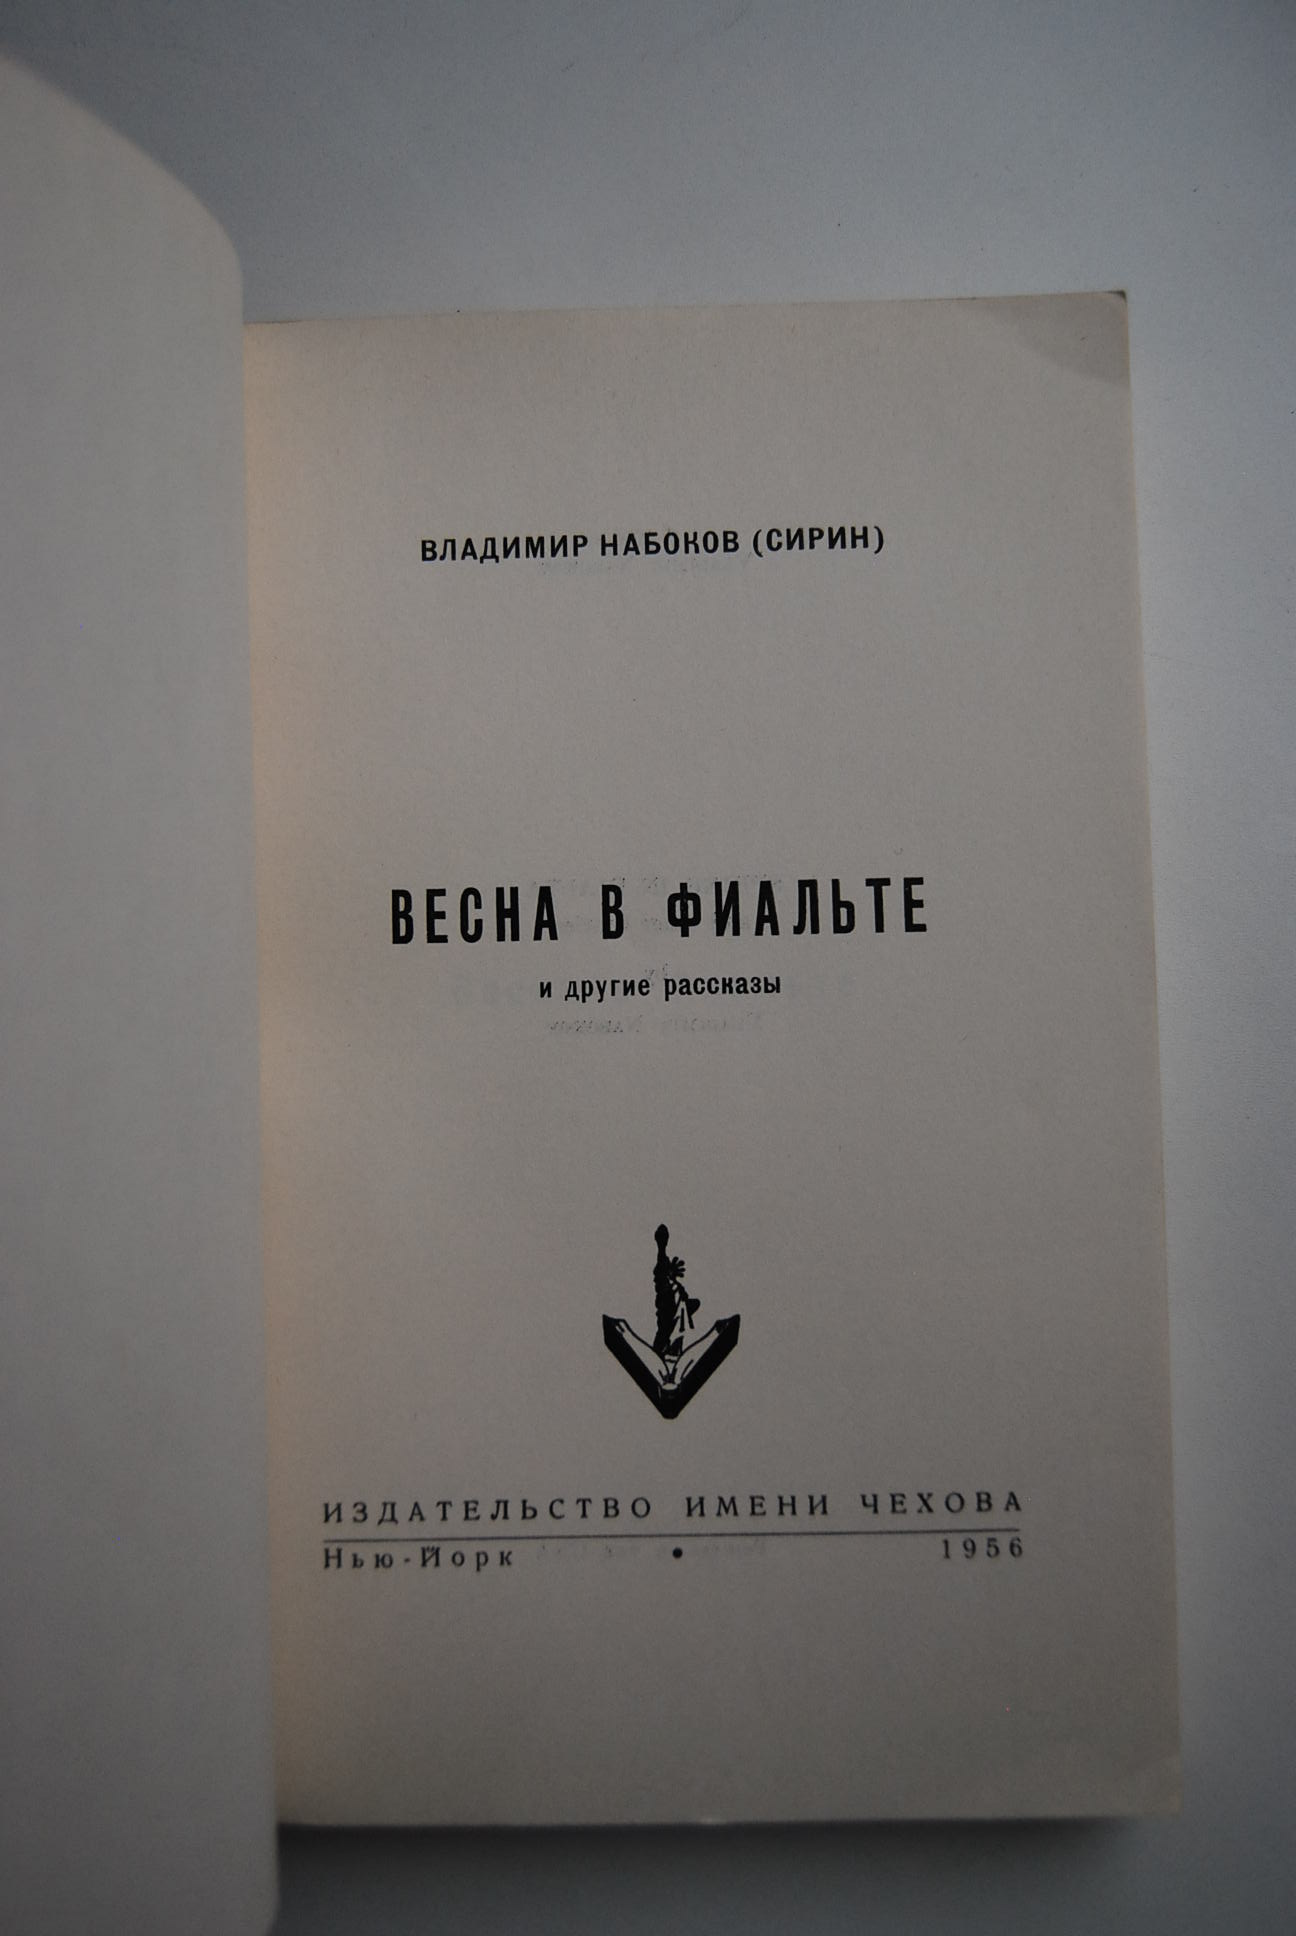 ВЛАДИМИР НАБОКОВ (СИРИН)
ВЕСНА В ФИАЛЬТЕ
и другие рассказы
ИЗДАТЕЛЬСТВО ИМЕНИ ЧЕХОВА
Нью-Йорк • 1956